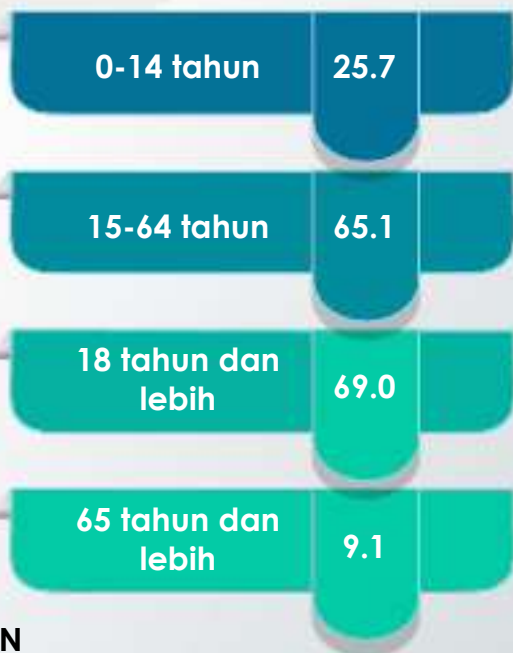 0-14 tahun 25.7
15-64 tahun 65.1
18 tahun dan
lebih 69.0
65 tahun dan
lebih 9.1
N